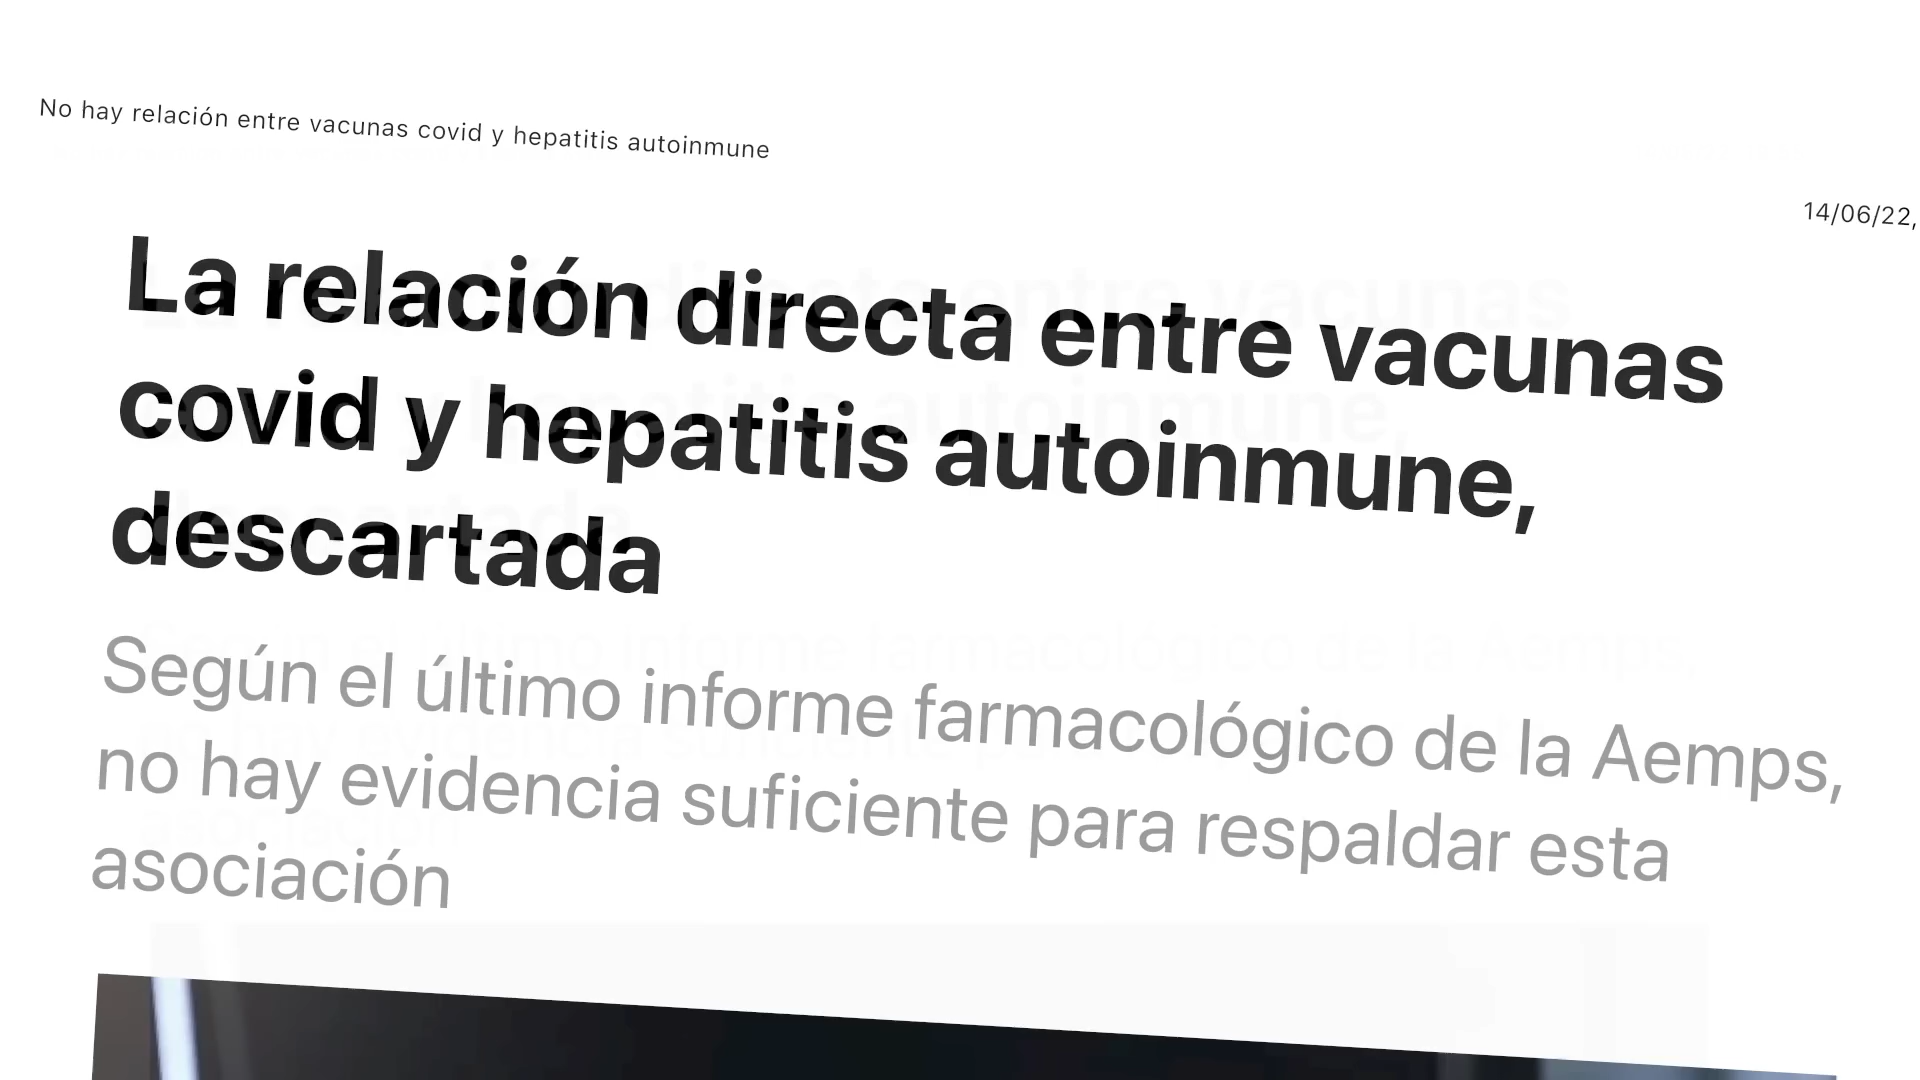 No hay relación entre vacunas covid y hepatitis autoinmune
14/06/22,
La relación directa entre vacunas
covid y hepatitis autoinmune,
descartada
Según el último informe farmacológico de la Aemps,
no hay evidencia suficiente para respaldar esta
asociación